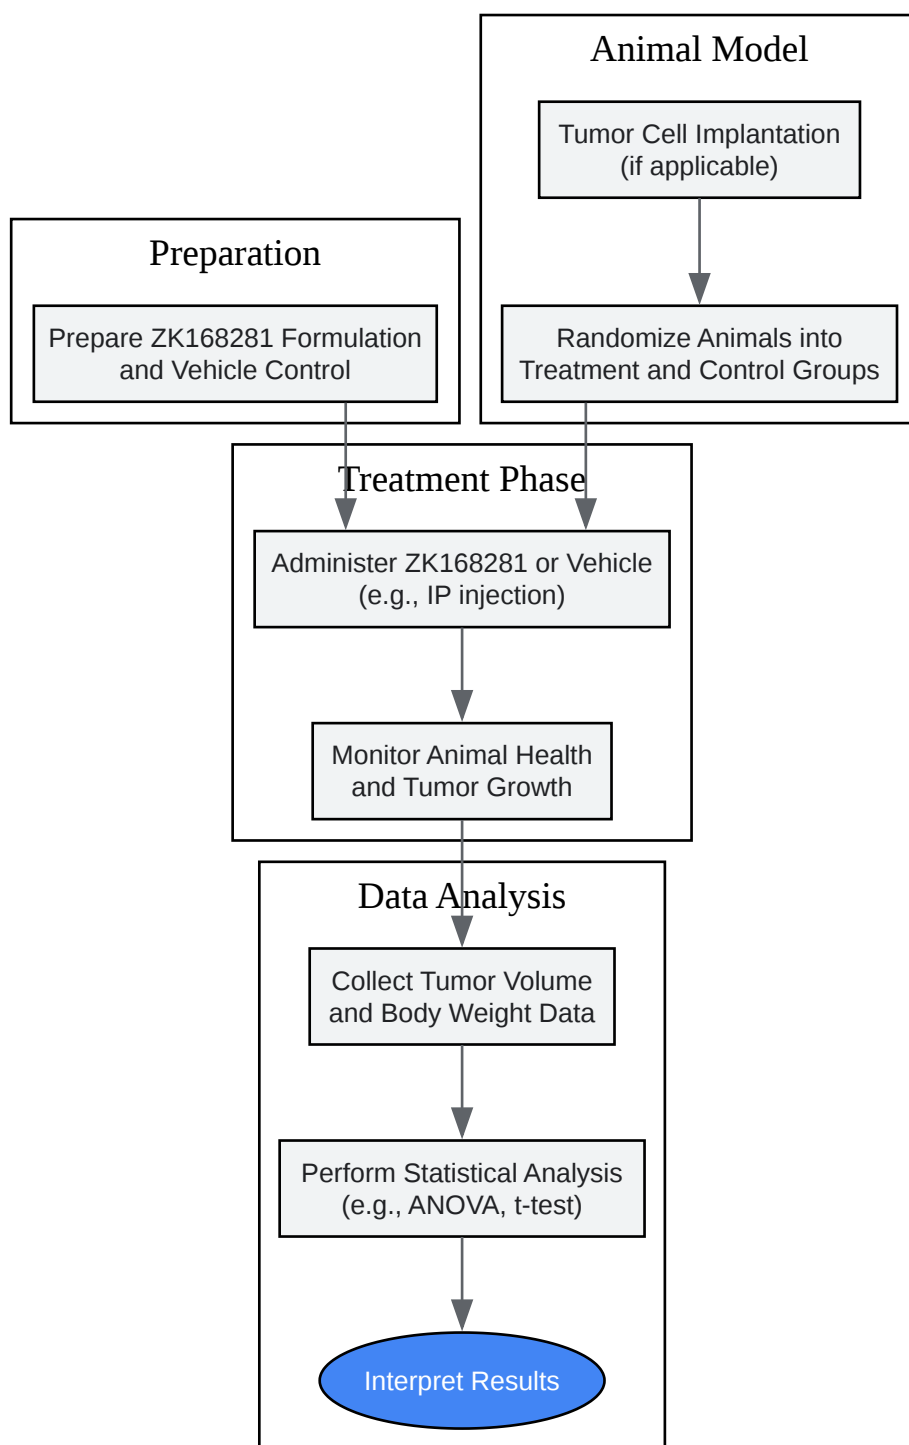 Animal Model
Tumor Cell Implantation
(if applicable)
Preparation
Prepare ZK168281 Formulation
and Vehicle Control
Randomize Animals into
Treatment and Control Groups
Treatment Phase
Administer ZK168281 or Vehicle
(e.g., IP injection)
Monitor Animal Health
and Tumor Growth
Data Analysis
Collect Tumor Volume
and Body Weight Data
Perform Statistical Analysis
(e.g., ANOVA, t-test)
Interpret Results